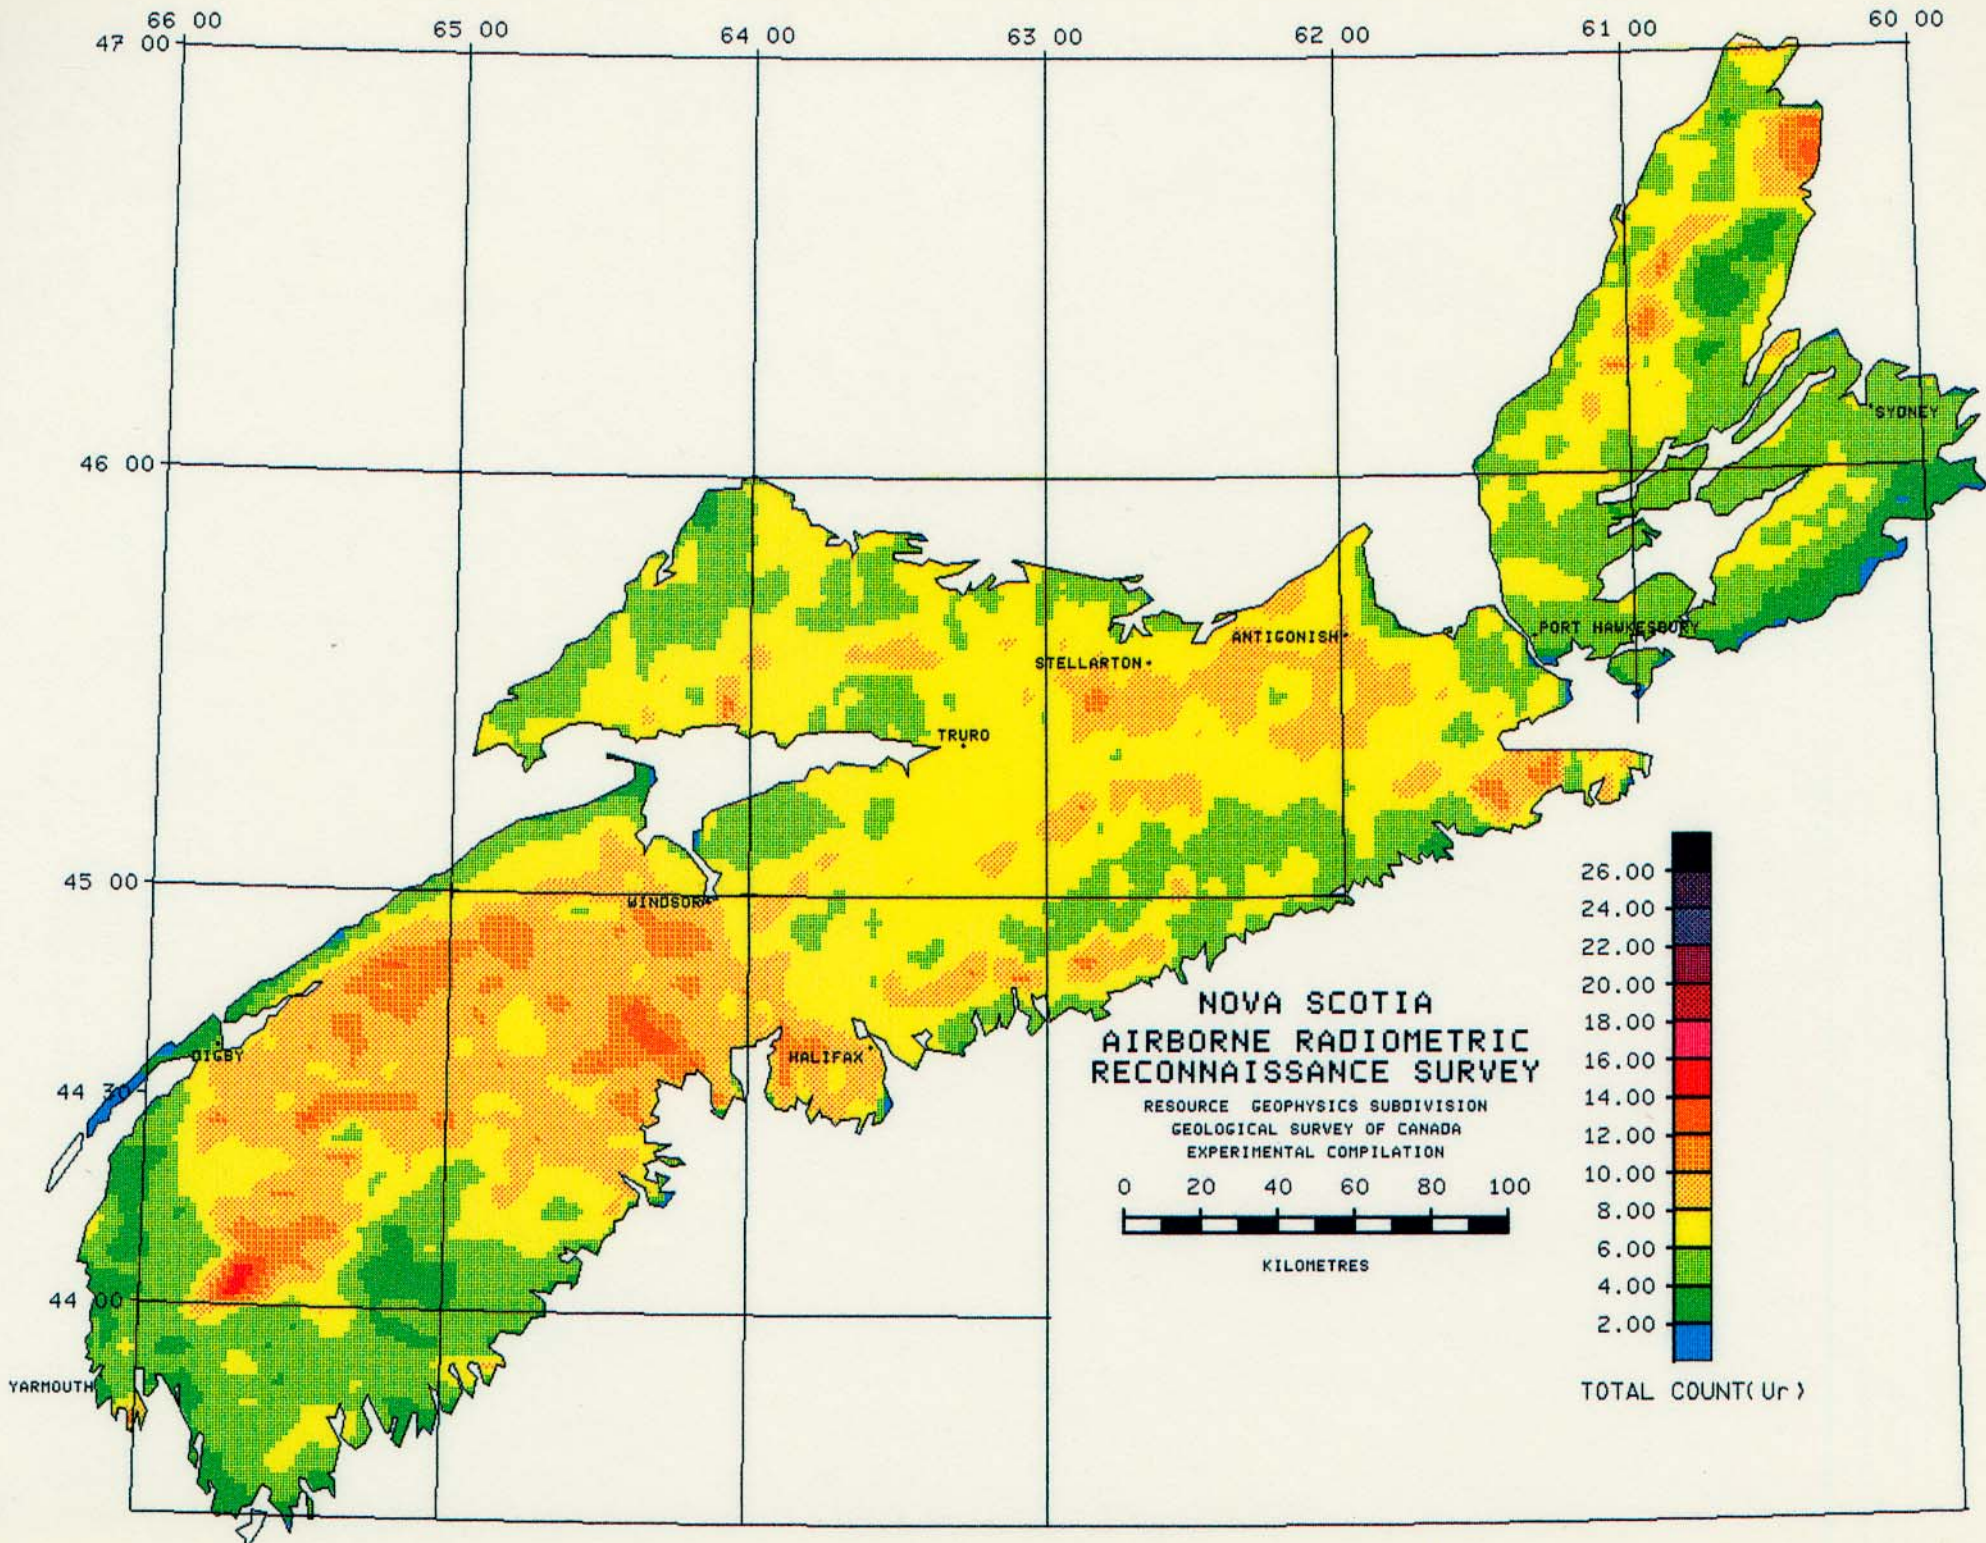 66 00
65 00
64 00
63 00
62 00
61 00
60 00
47 00
46 00
45 00
44 30
44 00
SYDNEY
PORT HAWKESBURY
ANTIGONISH
STELLARTON
TRURO
WINDSOR
HALIFAX
DIGBY
YARMOUTH
NOVA SCOTIA
AIRBORNE RADIOMETRIC
RECONNAISSANCE SURVEY
RESOURCE GEOPHYSICS SUBDIVISION
GEOLOGICAL SURVEY OF CANADA
EXPERIMENTAL COMPILATION
0 20 40 60 80 100
KILOMETRES
26.00
24.00
22.00
20.00
18.00
16.00
14.00
12.00
10.00
8.00
6.00
4.00
2.00
TOTAL COUNT(Ur)